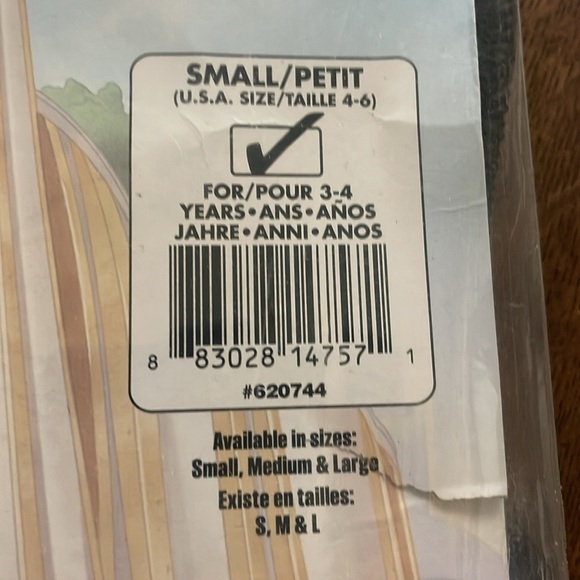 SMALL/PETIT
(U.S.A. SIZE/TAILLE 4-6)
FOR/POUR 3-4
YEARS•ANS•AÑOS
JAHRE•ANNI•ANOS
8 83028 14757 1
#620744
Available in sizes:
Small, Medium & Large
Existe en tailles:
S, M & L